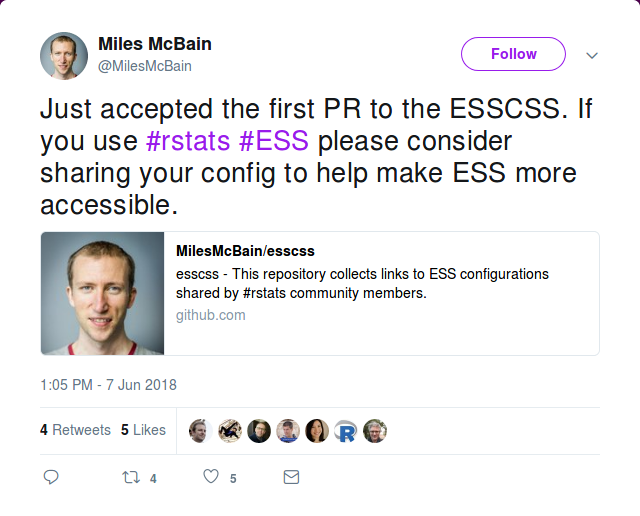 Miles McBain
@MilesMcBain
Follow
Just accepted the first PR to the ESSCSS. If
you use #rstats #ESS please consider
sharing your config to help make ESS more
accessible.
MilesMcBain/esscss
esscss - This repository collects links to ESS configurations
shared by #rstats community members.
github.com
1:05 PM - 7 Jun 2018
4 Retweets 5 Likes
R
4 5